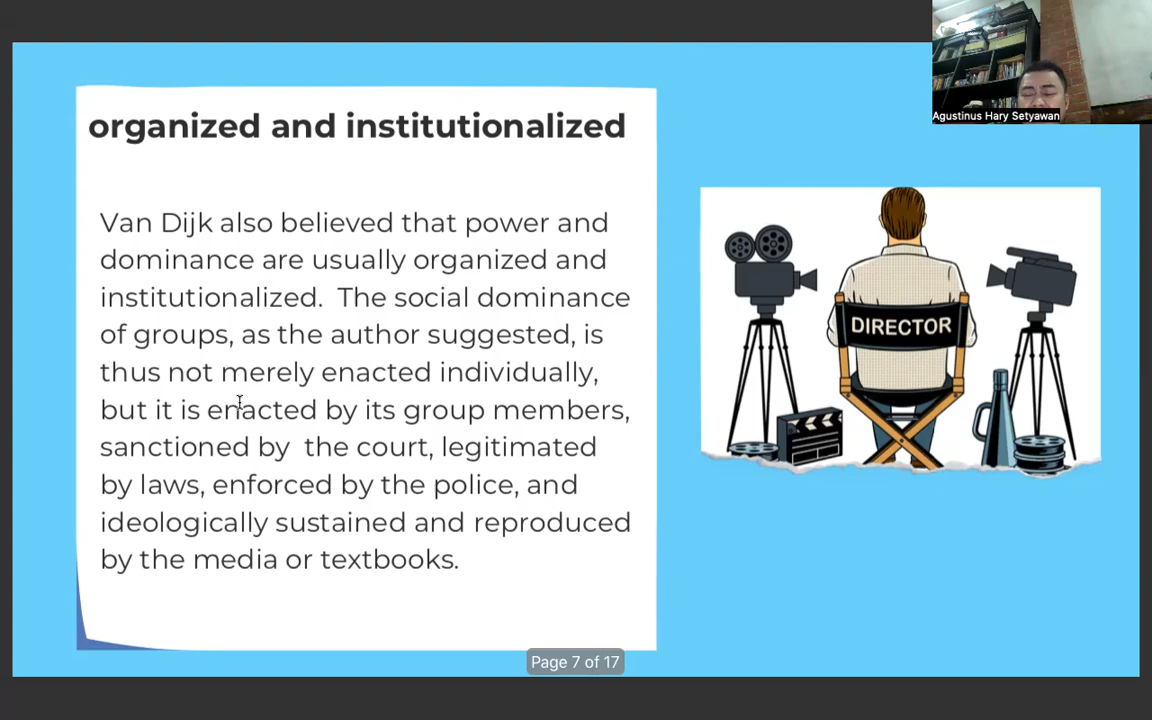 Agustinus Hary Setyawan
organized and institutionalized
Van Dijk also believed that power and
dominance are usually organized and
institutionalized.  The social dominance
of groups, as the author suggested, is
thus not merely enacted individually,
but it is enacted by its group members,
sanctioned by  the court, legitimated
by laws, enforced by the police, and
ideologically sustained and reproduced
by the media or textbooks.
DIRECTOR
Page 7 of 17